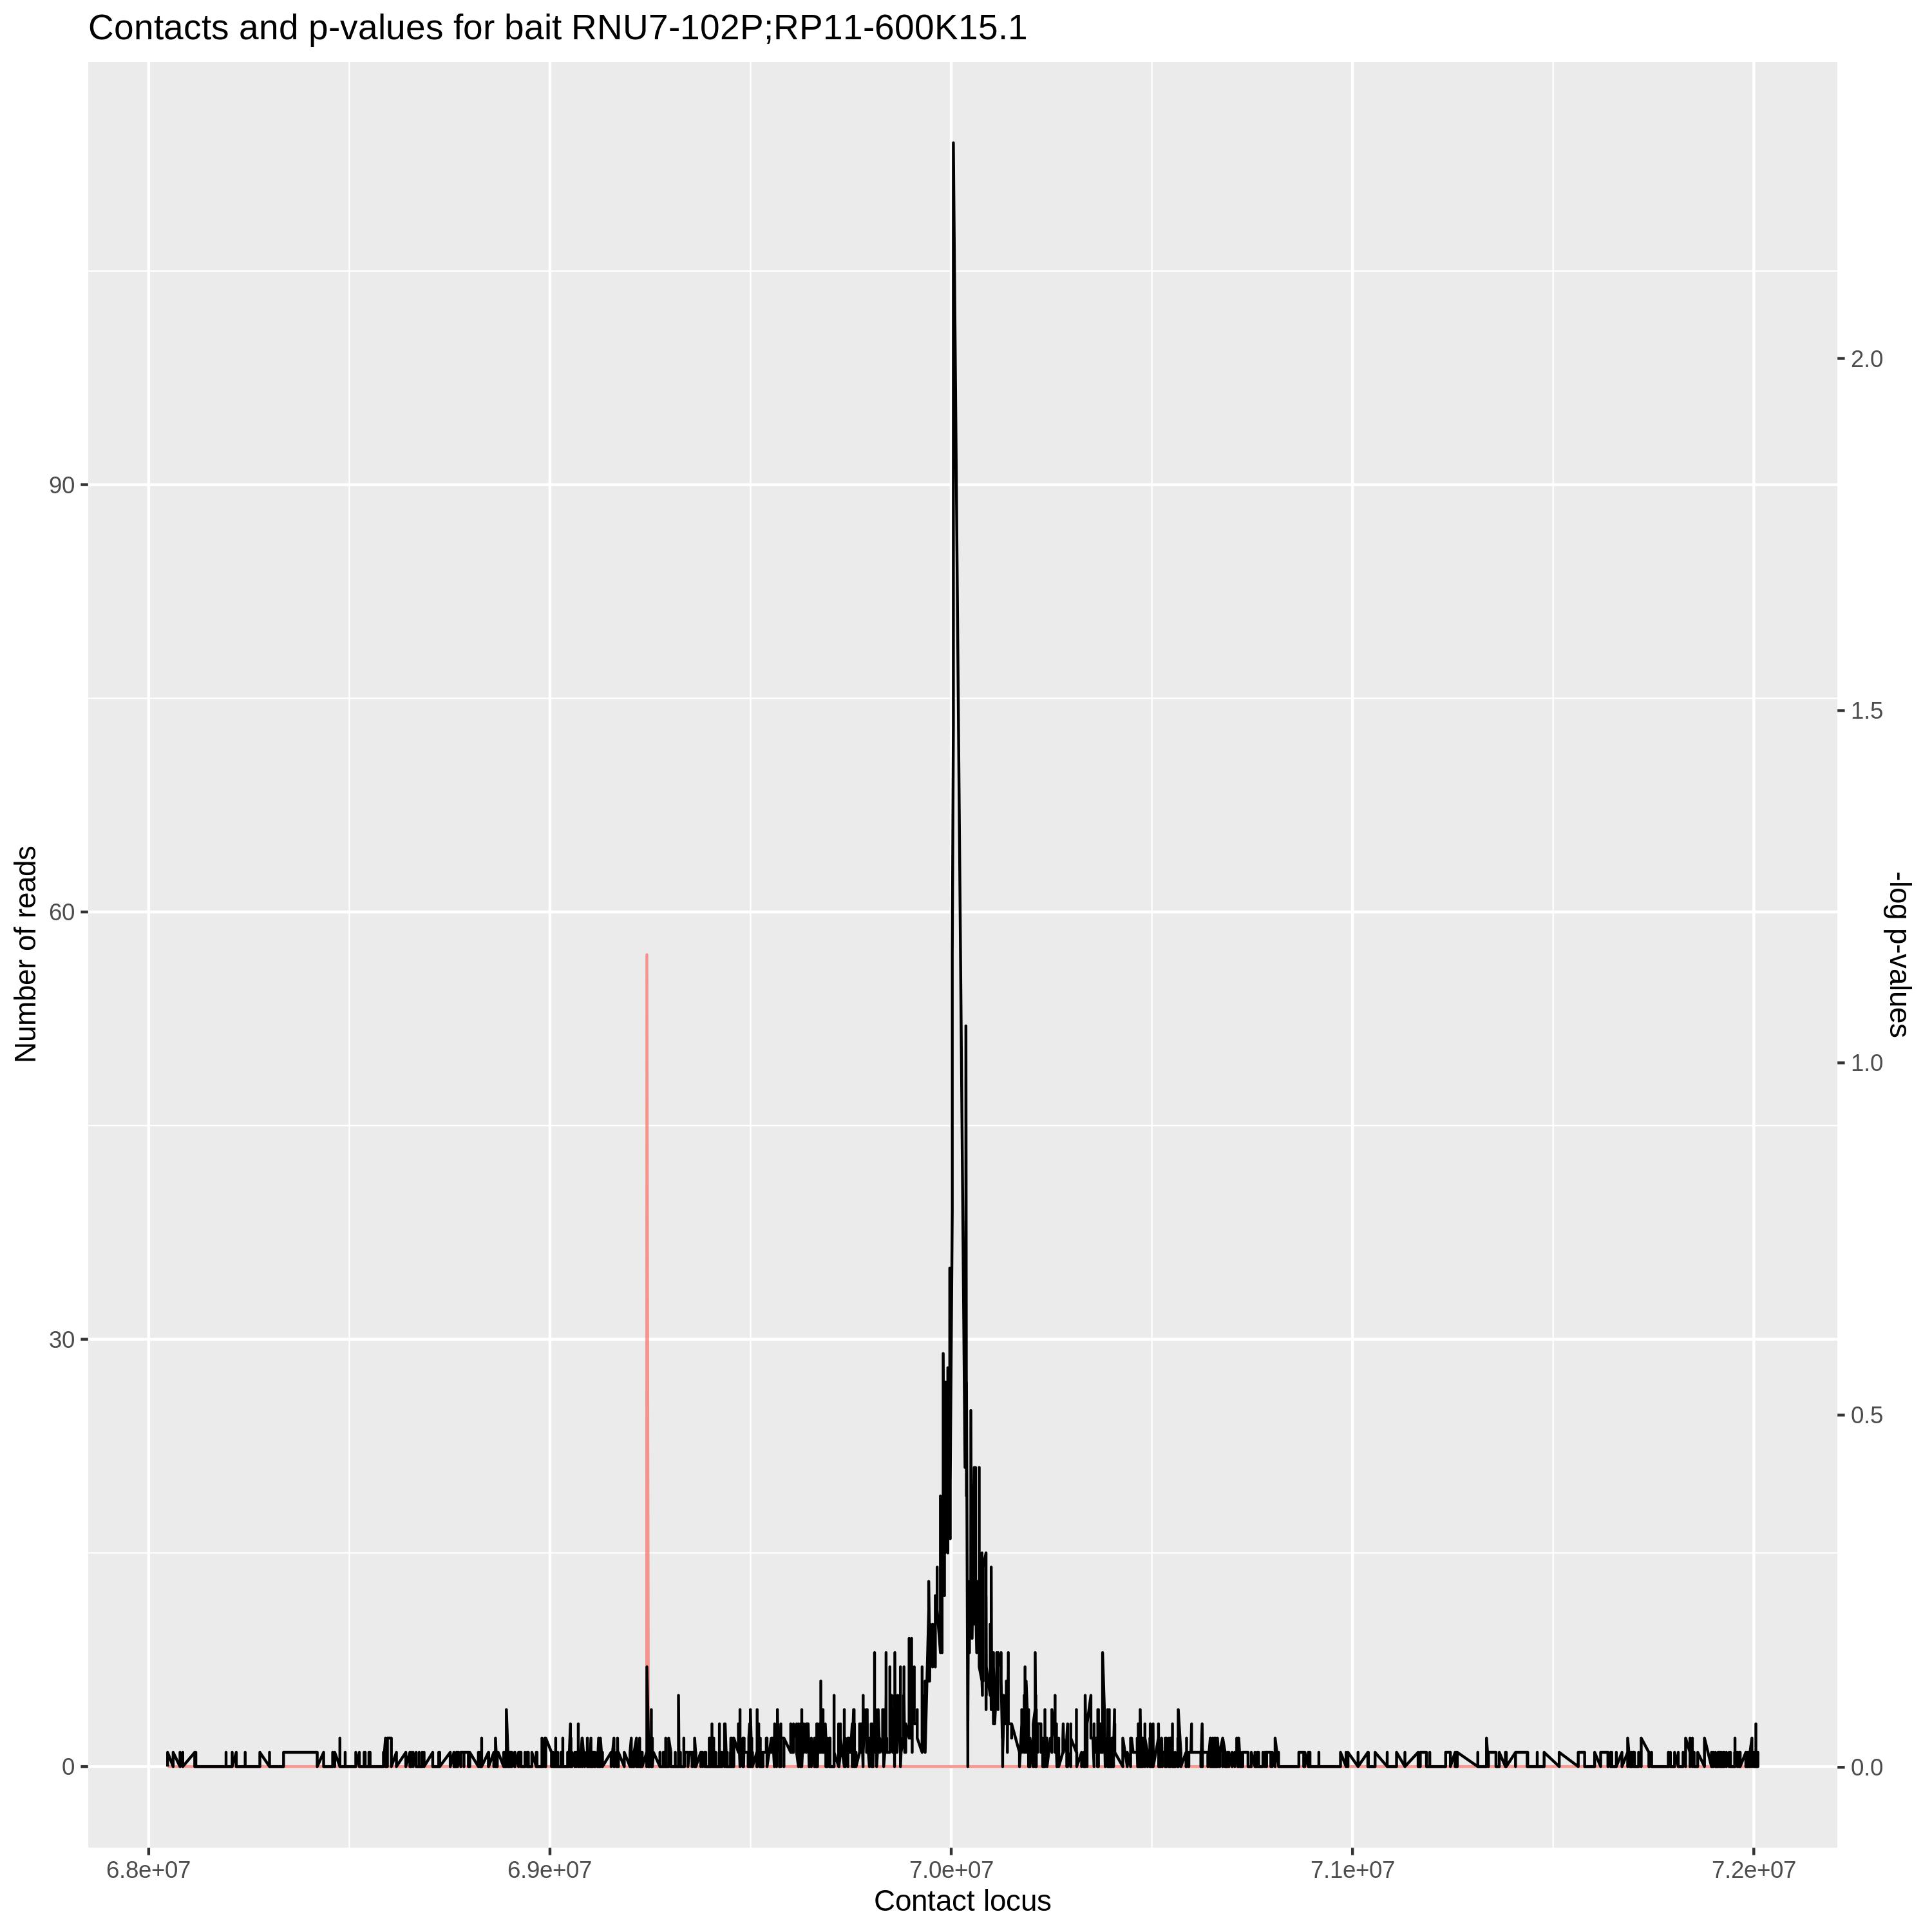 Contacts and p-values for bait RNU7-102P;RP11-600K15.1
Number of reads
90
60
30
0
2.0
1.5
1.0
0.5
0.0
-log p-values
6.8e+07
6.9e+07
7.0e+07
7.1e+07
7.2e+07
Contact locus